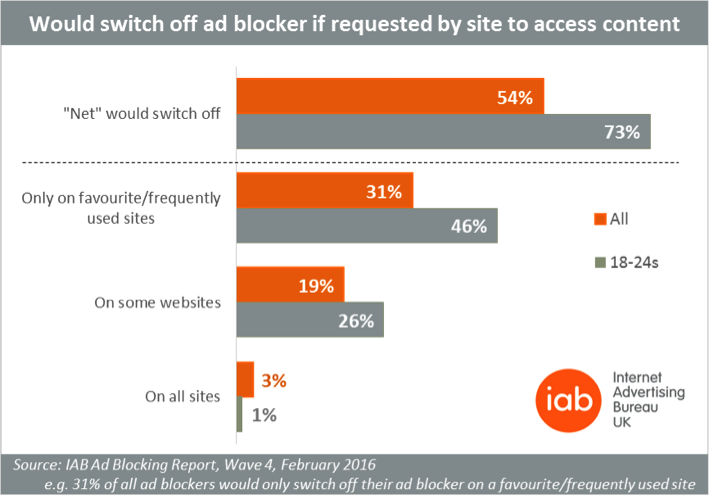 Would switch off ad blocker if requested by site to access content
"Net" would switch off
54%
73%
Only on favourite/frequently
used sites
31%
46%
On some websites
19%
26%
On all sites
3%
1%
All
18-24s
iab
Internet
Advertising
Bureau
UK
Source: IAB Ad Blocking Report, Wave 4, February 2016
e.g. 31% of all ad blockers would only switch off their ad blocker on a favourite/frequently used site